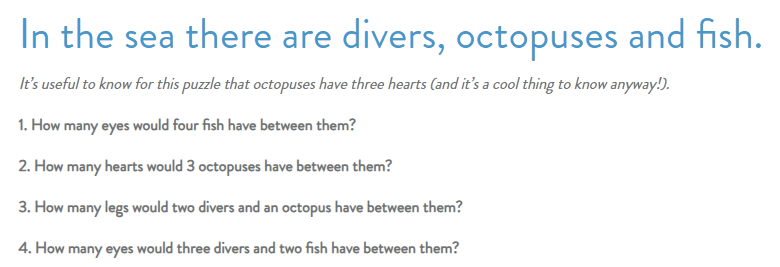 In the sea there are divers, octopuses and fish.
It's useful to know for this puzzle that octopuses have three hearts (and it's a cool thing to know anyway!).
1. How many eyes would four fish have between them?
2. How many hearts would 3 octopuses have between them?
3. How many legs would two divers and an octopus have between them?
4. How many eyes would three divers and two fish have between them?